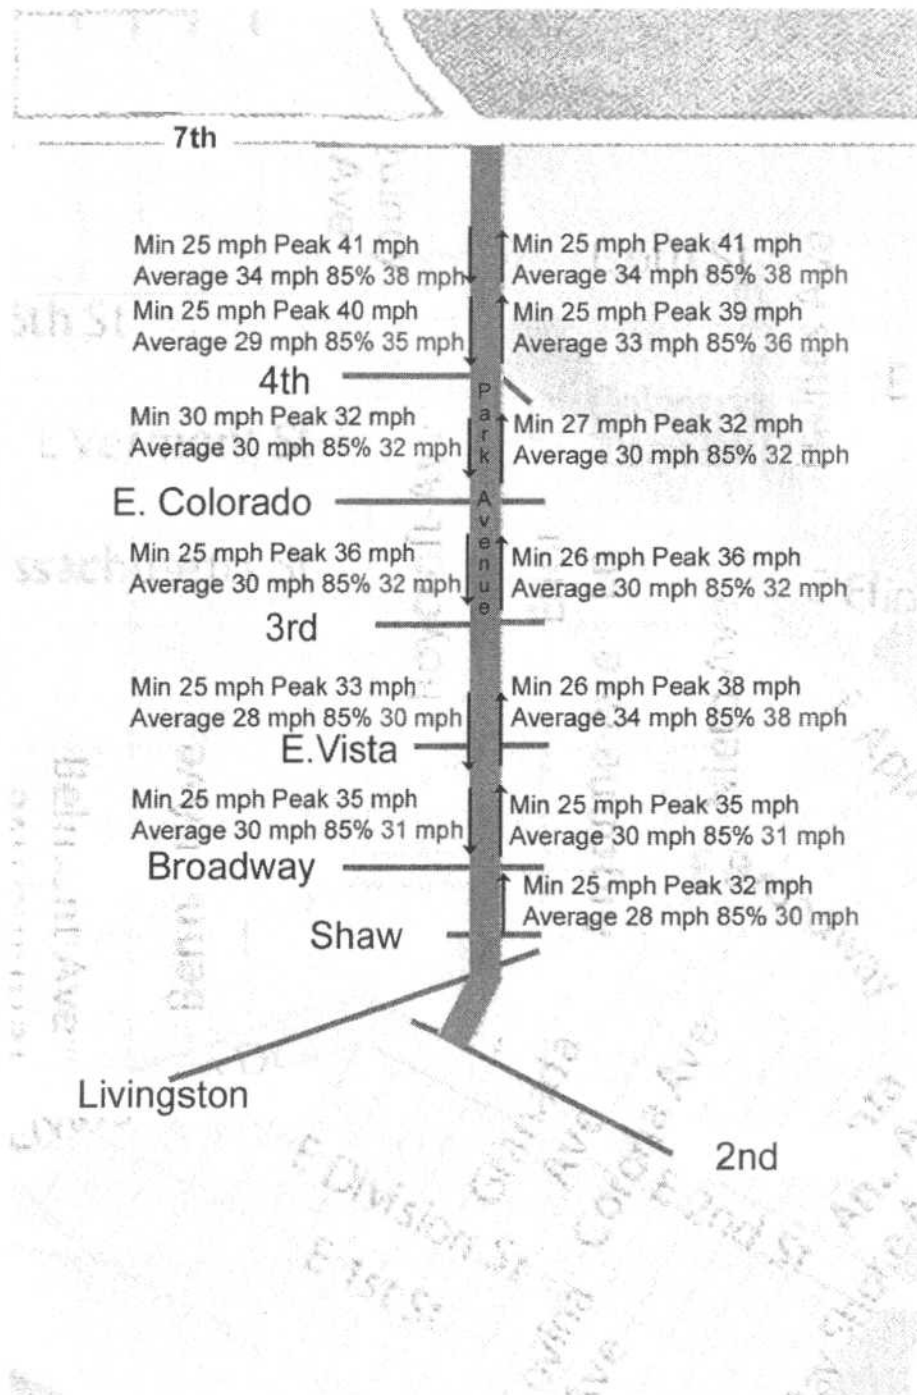 7th
Min 25 mph Peak 41 mph
Average 34 mph 85% 38 mph
Min 25 mph Peak 41 mph
Average 34 mph 85% 38 mph
Min 25 mph Peak 40 mph
Average 29 mph 85% 35 mph
Min 25 mph Peak 39 mph
Average 33 mph 85% 36 mph
4th
Park Avenue
Min 30 mph Peak 32 mph
Average 30 mph 85% 32 mph
Min 27 mph Peak 32 mph
Average 30 mph 85% 32 mph
E. Colorado
Min 25 mph Peak 36 mph
Average 30 mph 85% 32 mph
Min 26 mph Peak 36 mph
Average 30 mph 85% 32 mph
3rd
Min 25 mph Peak 33 mph
Average 28 mph 85% 30 mph
Min 26 mph Peak 38 mph
Average 34 mph 85% 38 mph
E.Vista
Min 25 mph Peak 35 mph
Average 30 mph 85% 31 mph
Min 25 mph Peak 35 mph
Average 30 mph 85% 31 mph
Broadway
Min 25 mph Peak 32 mph
Average 28 mph 85% 30 mph
Shaw
Livingston
2nd
E Division St
E 2nd St
E 1st St